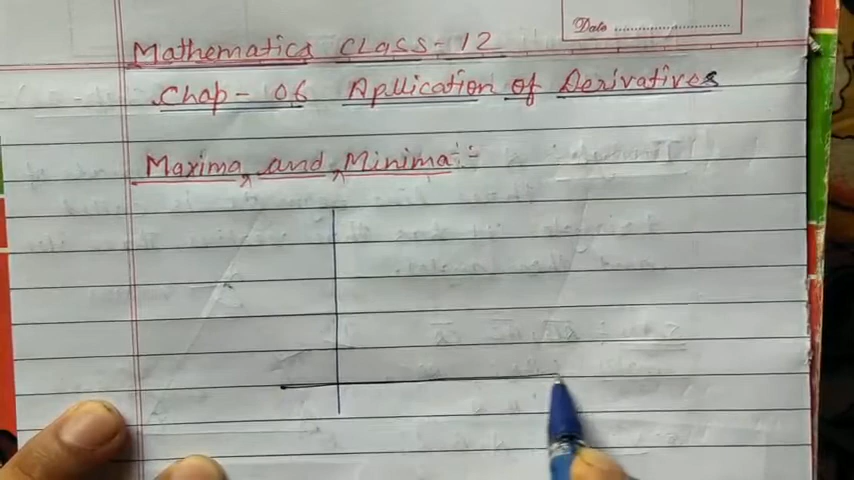 Date ....................
Mathematics Class - 12
Chap - 06 Application of Derivatives
Maxima and Minima :-